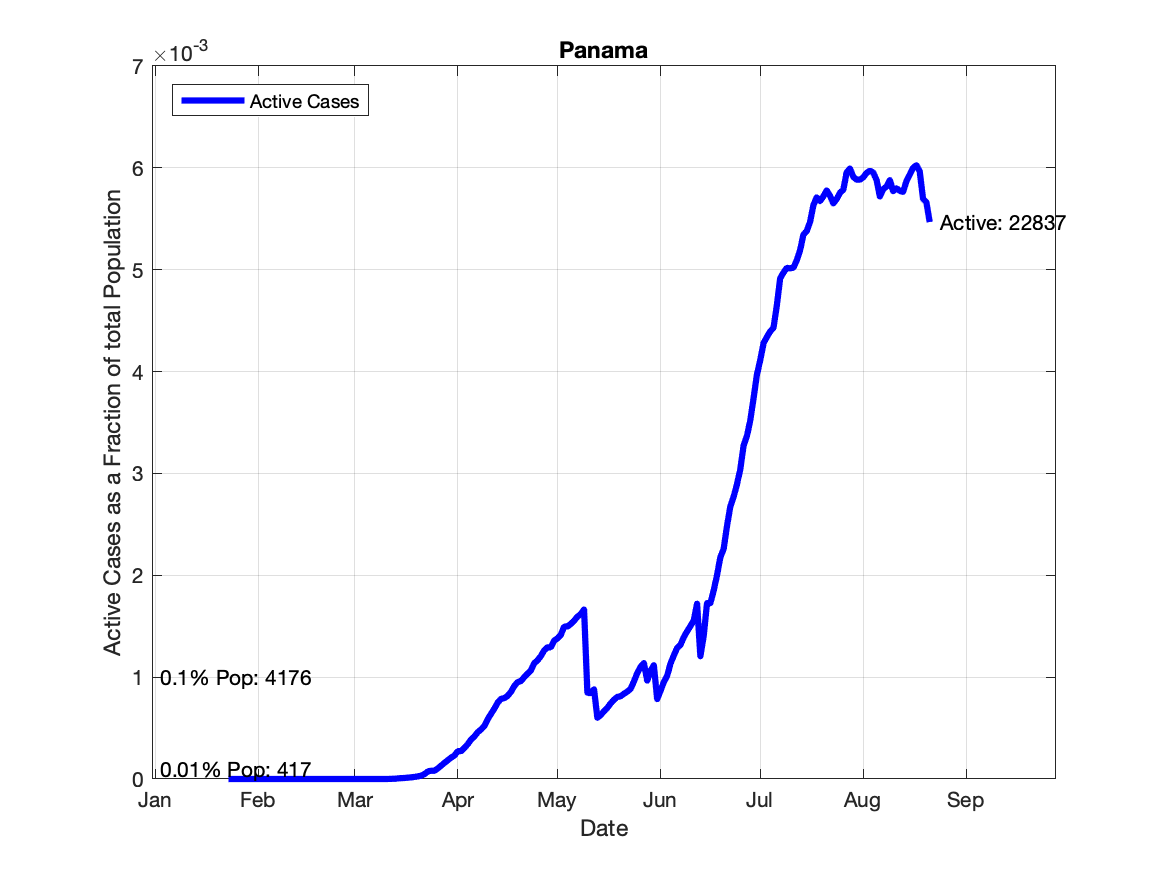 Panama
×10-3
7
Active Cases
6
5
4
3
2
1
0
Active Cases as a Fraction of total Population
Active: 22837
0.1% Pop: 4176
0.01% Pop: 417
Jan Feb Mar Apr May Jun Jul Aug Sep
Date